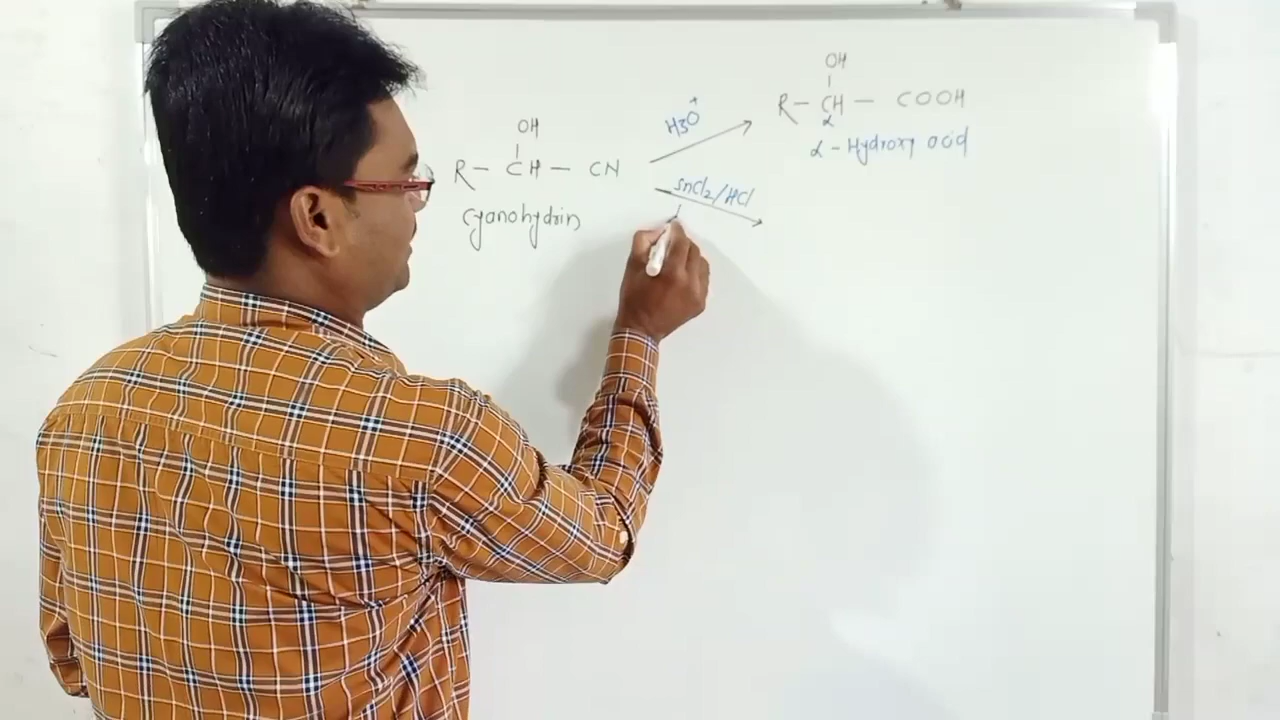 OH
R - CH - CN
cyanohydrin
H3O+
SnCl2/HCl
OH
R - CH - COOH
α
α - Hydroxy acid